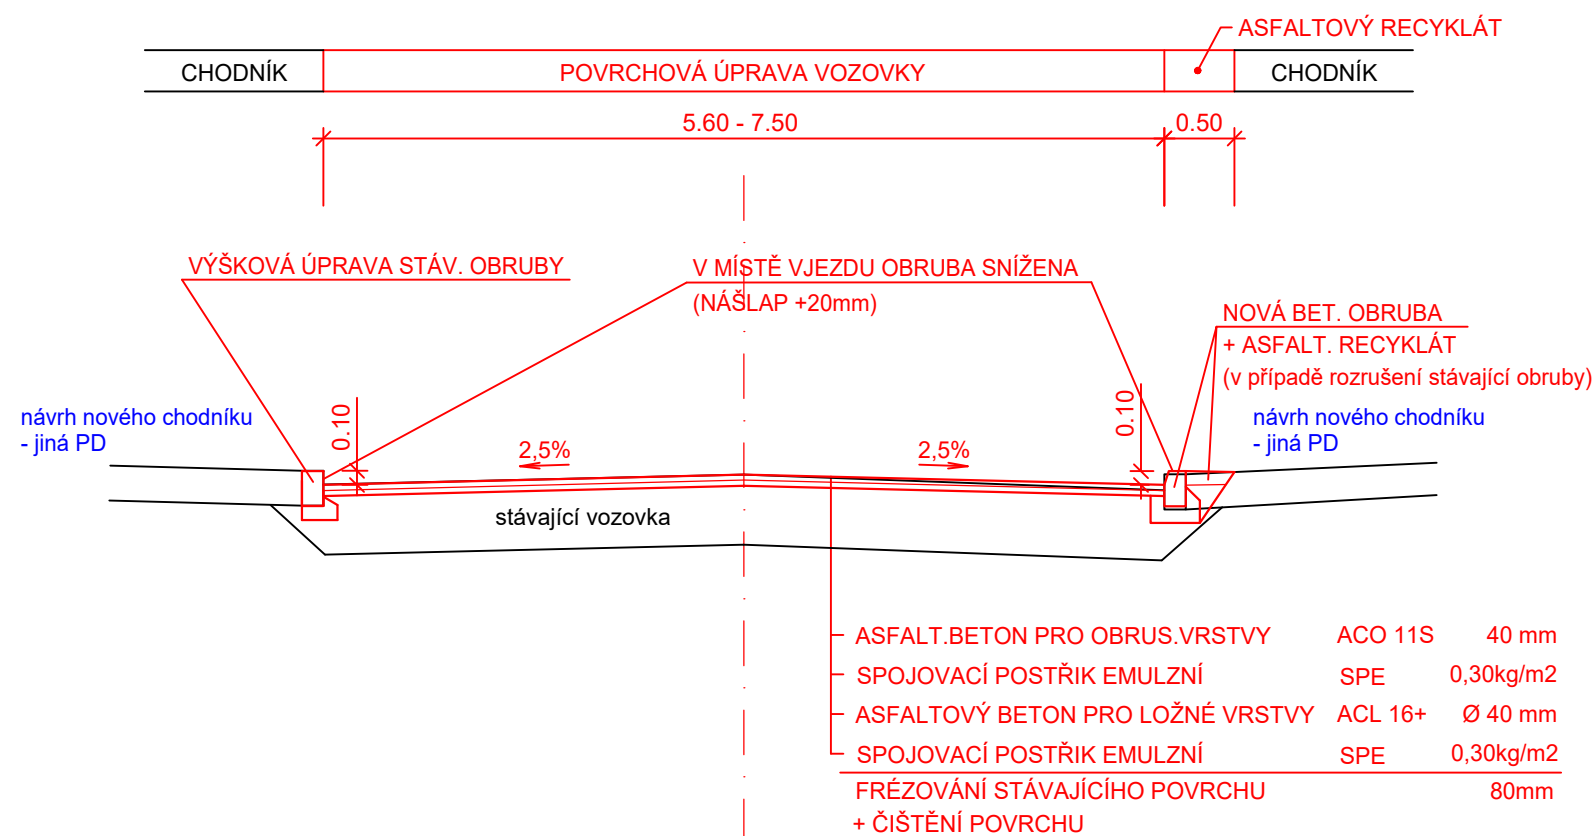 ASFALTOVÝ RECYKLÁT
CHODNÍK
POVRCHOVÁ ÚPRAVA VOZOVKY
CHODNÍK
5.60 - 7.50
0.50
VÝŠKOVÁ ÚPRAVA STÁV. OBRUBY
V MÍSTĚ VJEZDU OBRUBA SNÍŽENA
(NÁŠLAP +20mm)
NOVÁ BET. OBRUBA
+ ASFALT. RECYKLÁT
(v případě rozrušení stávající obruby)
návrh nového chodníku
- jiná PD
0.10
2,5%
2,5%
0.10
návrh nového chodníku
- jiná PD
stávající vozovka
ASFALT.BETON PRO OBRUS.VRSTVY ACO 11S 40 mm
SPOJOVACÍ POSTŘIK EMULZNÍ SPE 0,30kg/m2
ASFALTOVÝ BETON PRO LOŽNÉ VRSTVY ACL 16+ Ø 40 mm
SPOJOVACÍ POSTŘIK EMULZNÍ SPE 0,30kg/m2
FRÉZOVÁNÍ STÁVAJÍCÍHO POVRCHU 80mm
+ ČIŠTĚNÍ POVRCHU